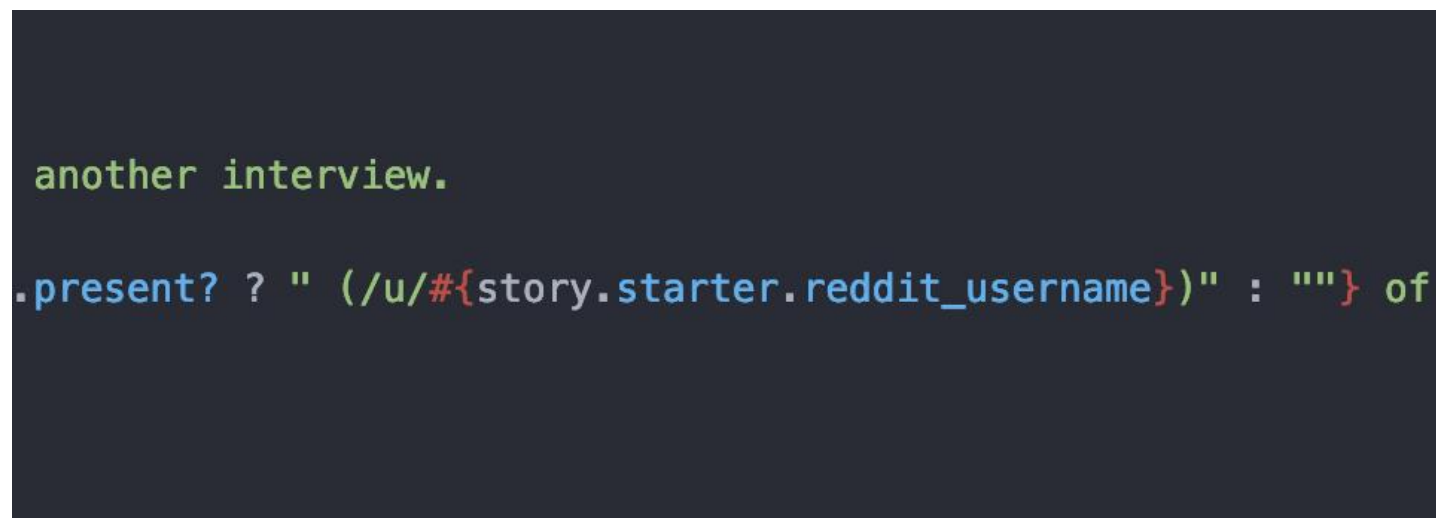 another interview.
.present? ? " (/u/#{story.starter.reddit_username})" : ""} of